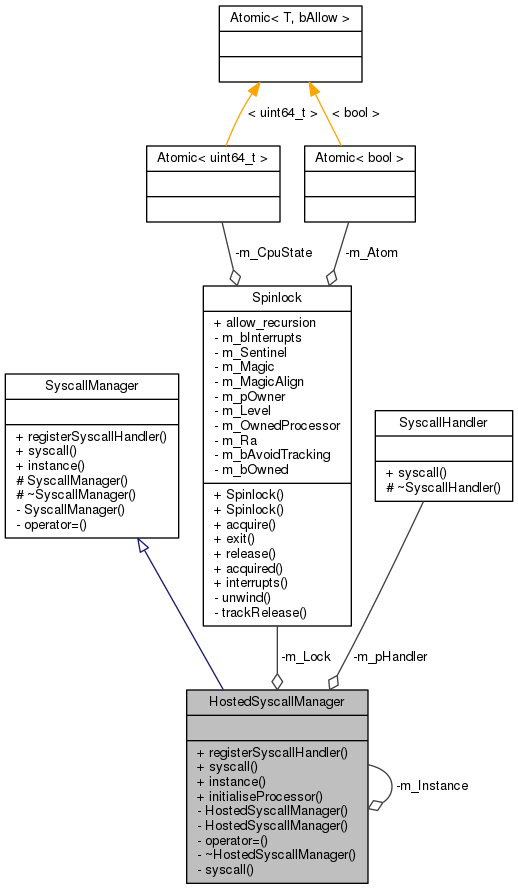 Atomic< T, bAllow >
< uint64_t >
< bool >
Atomic< uint64_t >
Atomic< bool >
-m_CpuState
-m_Atom
Spinlock
+ allow_recursion
- m_bInterrupts
- m_Sentinel
- m_Magic
- m_MagicAlign
- m_pOwner
- m_Level
- m_OwnedProcessor
- m_Ra
- m_bAvoidTracking
- m_bOwned
+ Spinlock()
+ Spinlock()
+ acquire()
+ exit()
+ release()
+ acquired()
+ interrupts()
- unwind()
- trackRelease()
SyscallManager
+ registerSyscallHandler()
+ syscall()
+ instance()
# SyscallManager()
# ~SyscallManager()
- SyscallManager()
- operator=()
SyscallHandler
+ syscall()
# ~SyscallHandler()
-m_Lock
-m_pHandler
HostedSyscallManager
+ registerSyscallHandler()
+ syscall()
+ instance()
+ initialiseProcessor()
- HostedSyscallManager()
- HostedSyscallManager()
- operator=()
- ~HostedSyscallManager()
- syscall()
-m_Instance